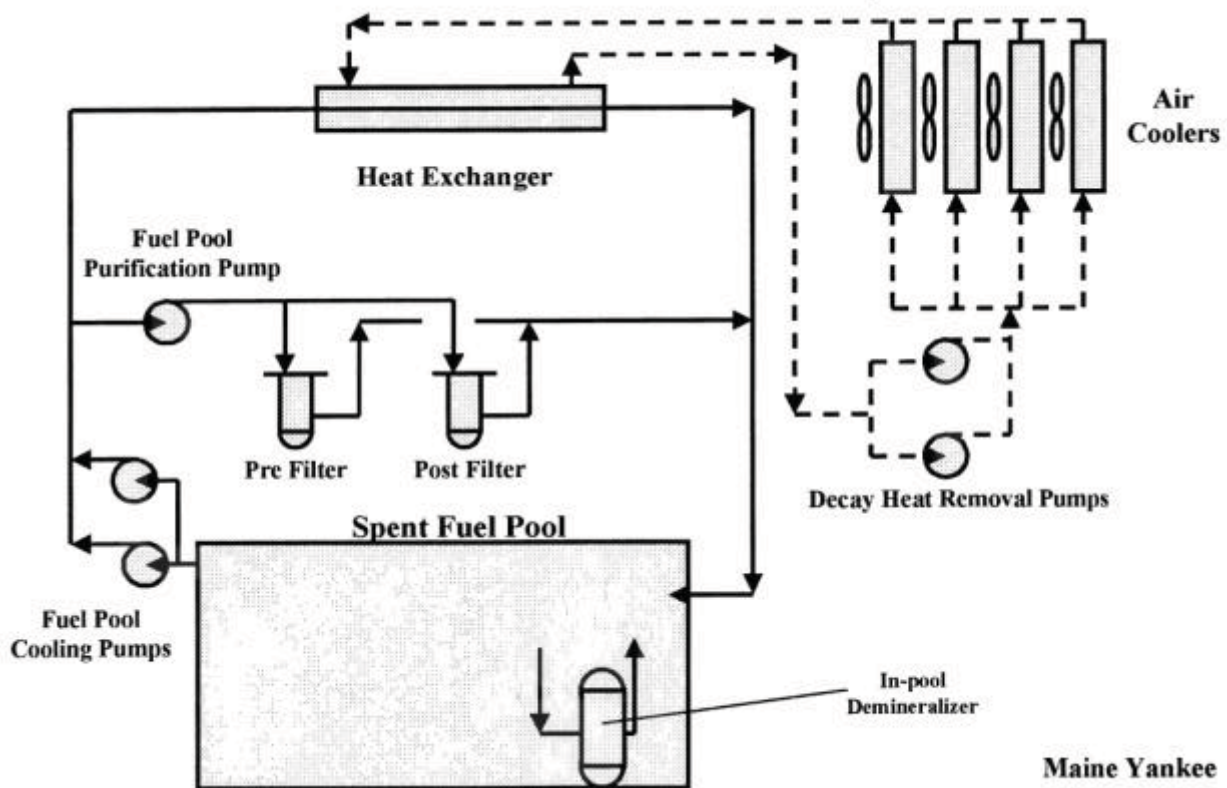 Air
Coolers
Heat Exchanger
Fuel Pool
Purification Pump
Pre Filter
Post Filter
Decay Heat Removal Pumps
Spent Fuel Pool
Fuel Pool
Cooling Pumps
In-pool
Demineralizer
Maine Yankee